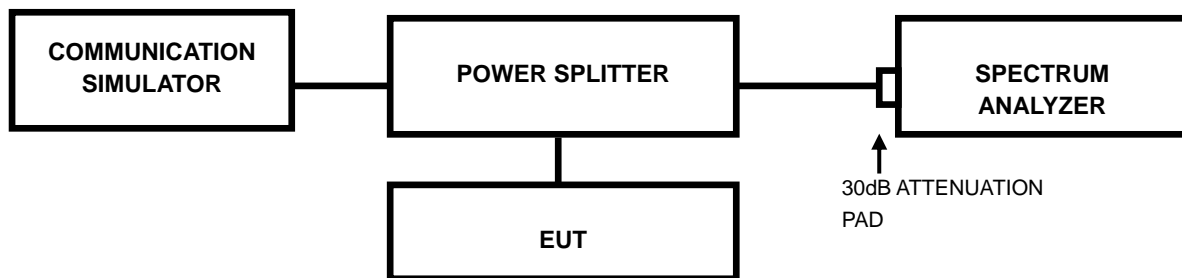 COMMUNICATION
SIMULATOR
POWER SPLITTER
SPECTRUM
ANALYZER
30dB ATTENUATION
PAD
EUT